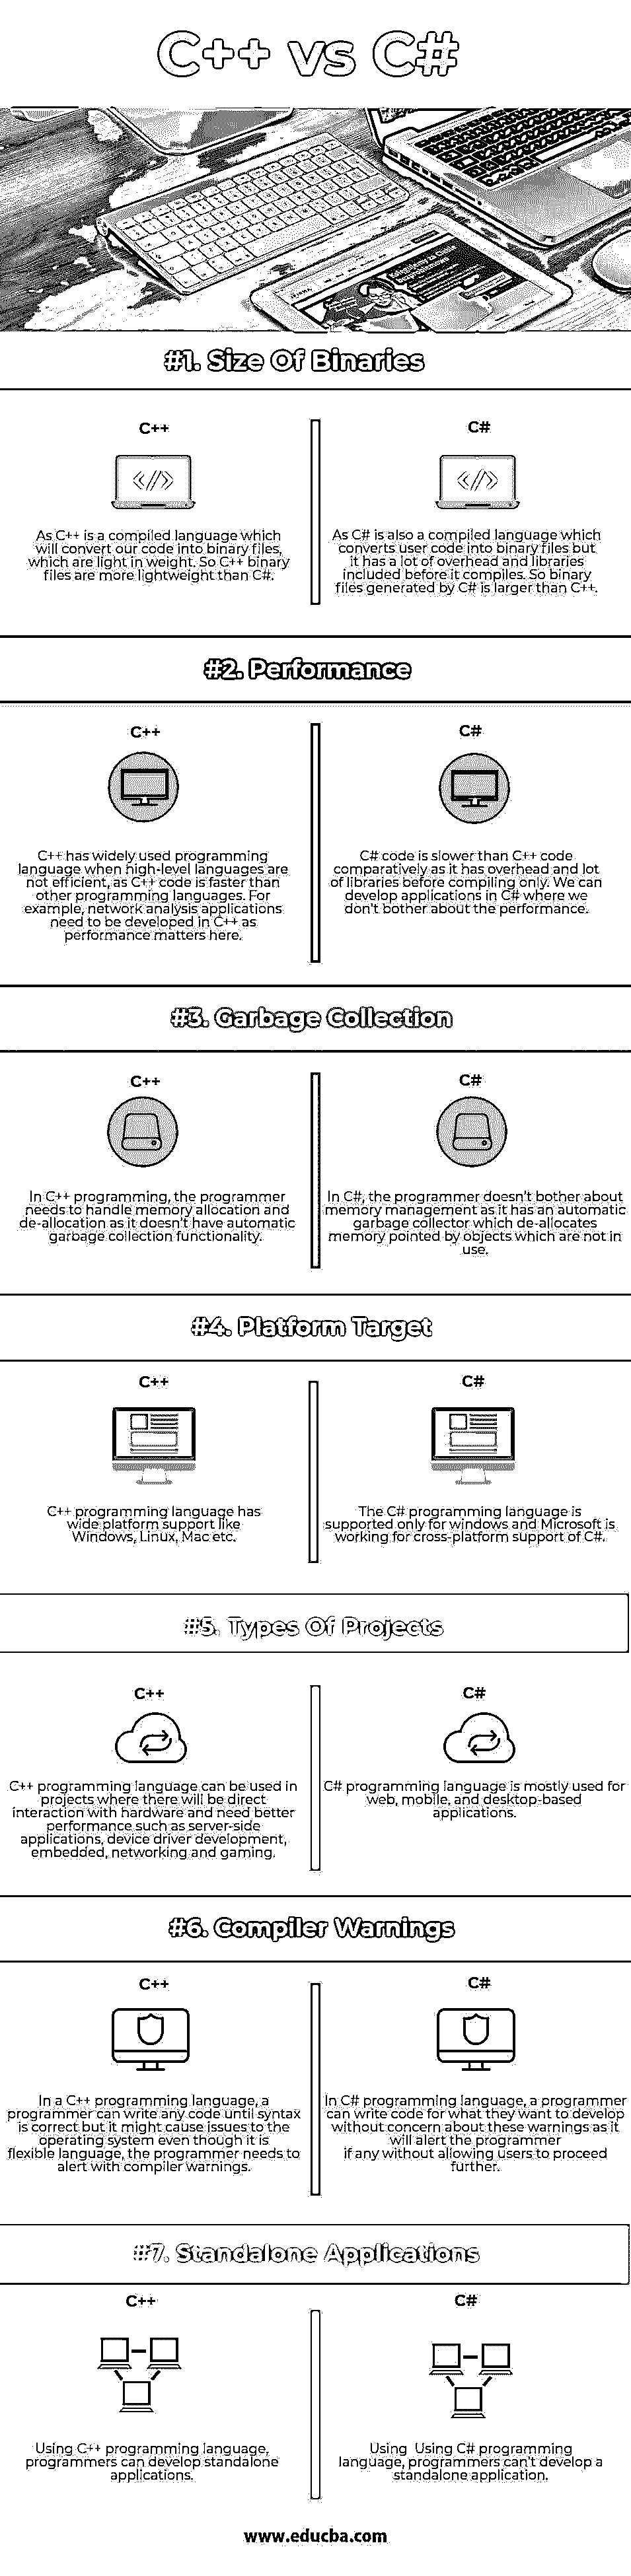 C++ vs C#
#1. Size Of Binaries
C++
As C++ is a compiled language which
will convert our code into binary files,
which are light in weight. So C++ binary
files are more lightweight than C#.
C#
As C# is also a compiled language which
converts user code into binary files but
it has a lot of overhead and libraries
included before it compiles. So binary
files generated by C# is larger than C++.
#2. Performance
C++
C++ has widely used programming
language when high-level languages are
not efficient, as C++ code is faster than
other programming languages. For
example, network analysis applications
need to be developed in C++ as
performance matters here.
C#
C# code is slower than C++ code
comparatively as it has overhead and lot
of libraries before compiling only. We can
develop applications in C# where we
don't bother about the performance.
#3. Garbage Collection
C++
In C++ programming, the programmer
needs to handle memory allocation and
de-allocation as it doesn't have automatic
garbage collection functionality.
C#
In C#, the programmer doesn't bother about
memory management as it has an automatic
garbage collector which de-allocates
memory pointed by objects which are not in
use.
#4. Platform Target
C++
C++ programming language has
wide platform support like
Windows, Linux, Mac etc.
C#
The C# programming language is
supported only for windows and Microsoft is
working for cross-platform support of C#.
#5. Types Of Projects
C++
C++ programming language can be used in
projects where there will be direct
interaction with hardware and need better
performance such as server-side
applications, device driver development,
embedded, networking and gaming.
C#
C# programming language is mostly used for
web, mobile, and desktop-based
applications.
#6. Compiler Warnings
C++
In a C++ programming language, a
programmer can write any code until syntax
is correct but it might cause issues to the
operating system even though it is
flexible language, the programmer needs to
alert with compiler warnings.
C#
In C# programming language, a programmer
can write code for what they want to develop
without concern about these warnings as it
will alert the programmer
if any without allowing users to proceed
further.
#7. Standalone Applications
C++
Using C++ programming language,
programmers can develop standalone
applications.
C#
Using Using C# programming
language, programmers can't develop a
standalone application.
www.educba.com